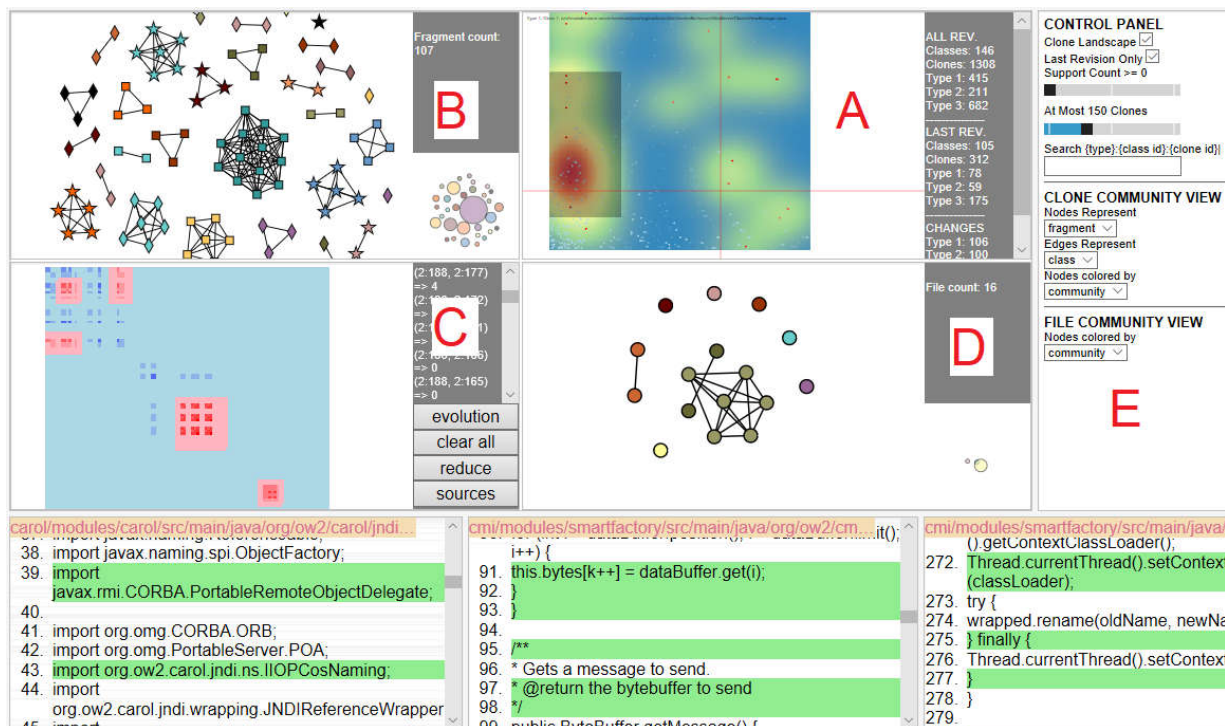 Fragment count:
107
B
A
ALL REV.
Classes: 146
Clones: 1308
Type 1: 415
Type 2: 211
Type 3: 682
LAST REV.
Classes: 105
Clones: 312
Type 1: 78
Type 2: 59
Type 3: 175
CHANGES
Type 1: 106
Type 2: 100
CONTROL PANEL
Clone Landscape
Last Revision Only
Support Count >= 0
At Most 150 Clones
Search {type}:{class id}:{clone id}|
CLONE COMMUNITY VIEW
Nodes Represent
fragment
Edges Represent
class
Nodes colored by
community
FILE COMMUNITY VIEW
Nodes colored by
community
E
(2:188, 2:177)
=> 4
=> 0
(2:188, 2:165)
=> 0
C
evolution
clear all
reduce
sources
File count: 16
D
carol/modules/carol/src/main/java/org/ow2/carol/jndi...
38. import javax.naming.spi.ObjectFactory;
39. import
javax.rmi.CORBA.PortableRemoteObjectDelegate;
40.
41. import org.omg.CORBA.ORB;
42. import org.omg.PortableServer.POA;
43. import org.ow2.carol.jndi.ns.IIOPCosNaming;
44. import
org.ow2.carol.jndi.wrapping.JNDIReferenceWrapper
cmi/modules/smartfactory/src/main/java/org/ow2/cm...
i++) {
91. this.bytes[k++] = dataBuffer.get(i);
92. }
93. }
94.
95. /**
96. * Gets a message to send.
97. * @return the bytebuffer to send
98. */
public ByteBuffer getMessage() {
cmi/modules/smartfactory/src/main/java/
().getContextClassLoader();
272. Thread.currentThread().setContext
(classLoader);
273. try {
274. wrapped.rename(oldName, newNa
275. } finally {
276. Thread.currentThread().setContext
277. }
278. }
279.